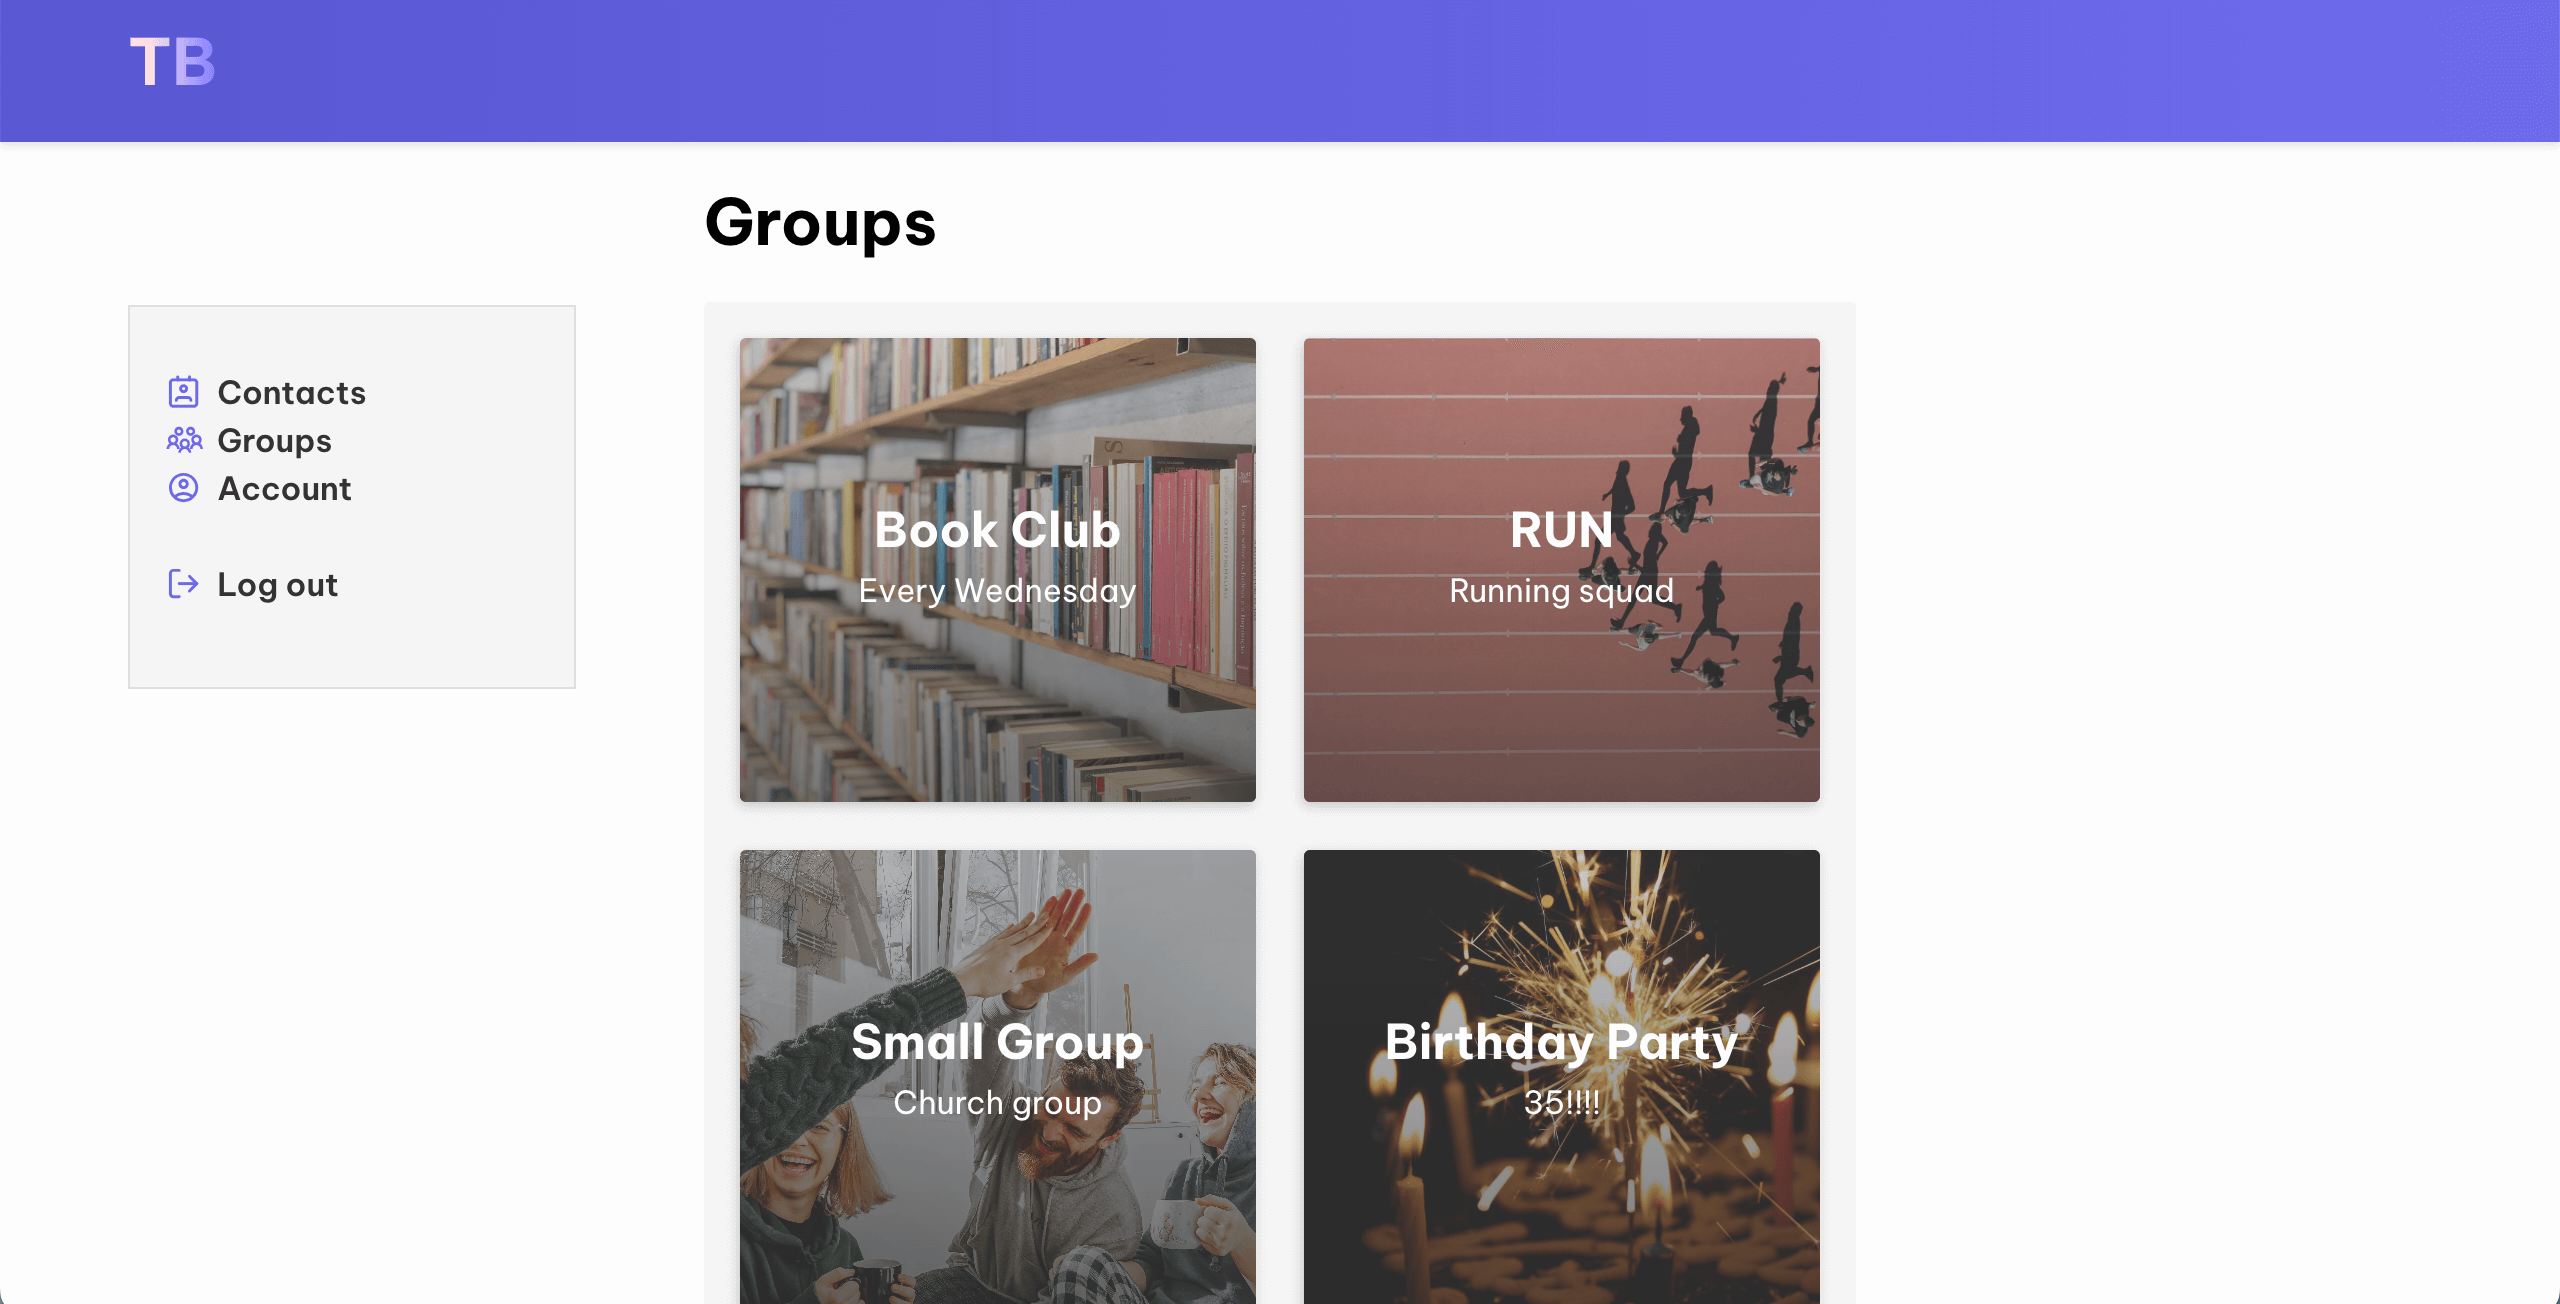 TB
Groups
Contacts
Groups
Account
Log out
Book Club
Every Wednesday
RUN
Running squad
Small Group
Church group
Birthday Party
35!!!!